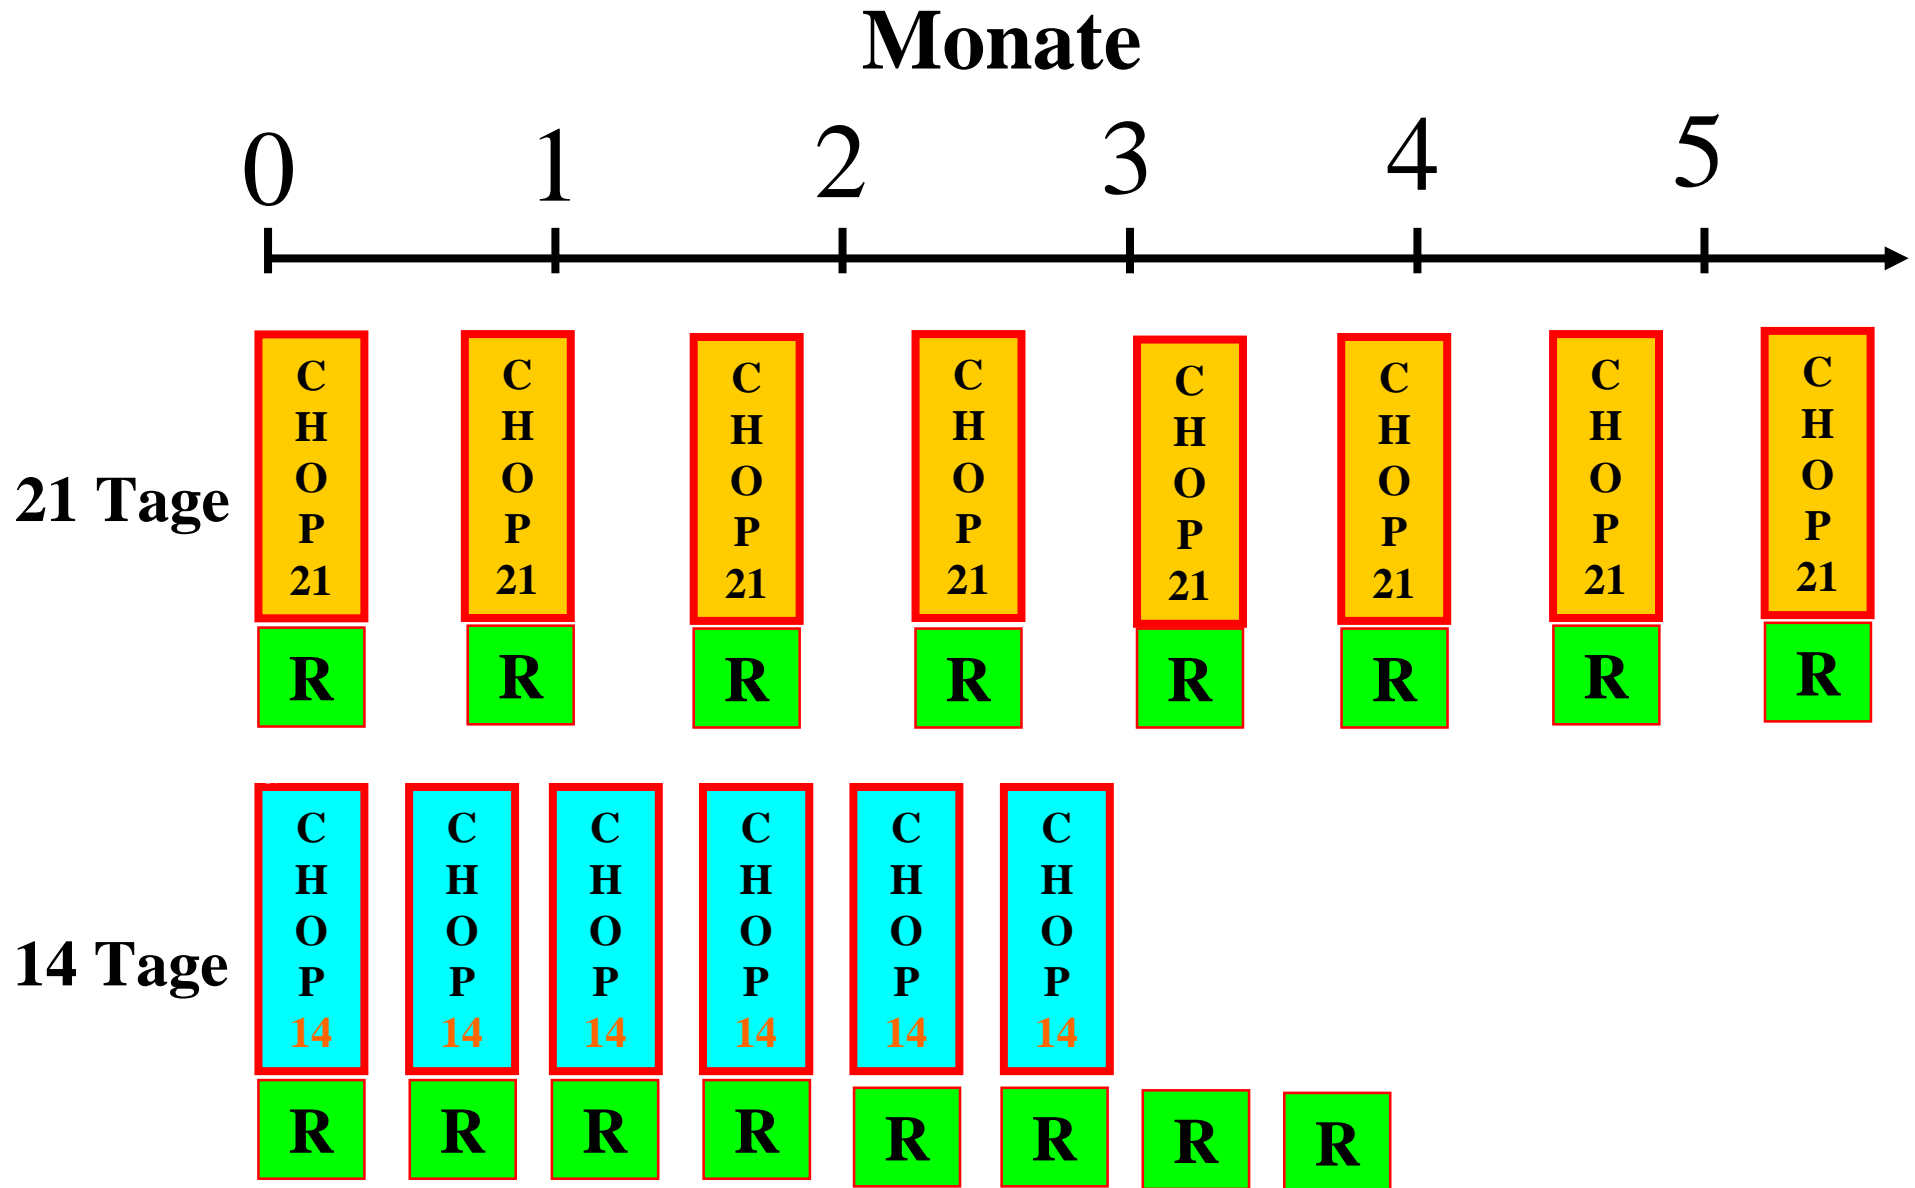 Monate
0 1 2 3 4 5
C C C C C C C C
H H H H H H H H
O O O O O O O O
P P P P P P P P
21 21 21 21 21 21 21 21
21 Tage
R R R R R R R R
C C C C C C
H H H H H H
O O O O O O
P P P P P P
14 14 14 14 14 14
14 Tage
R R R R R R R R